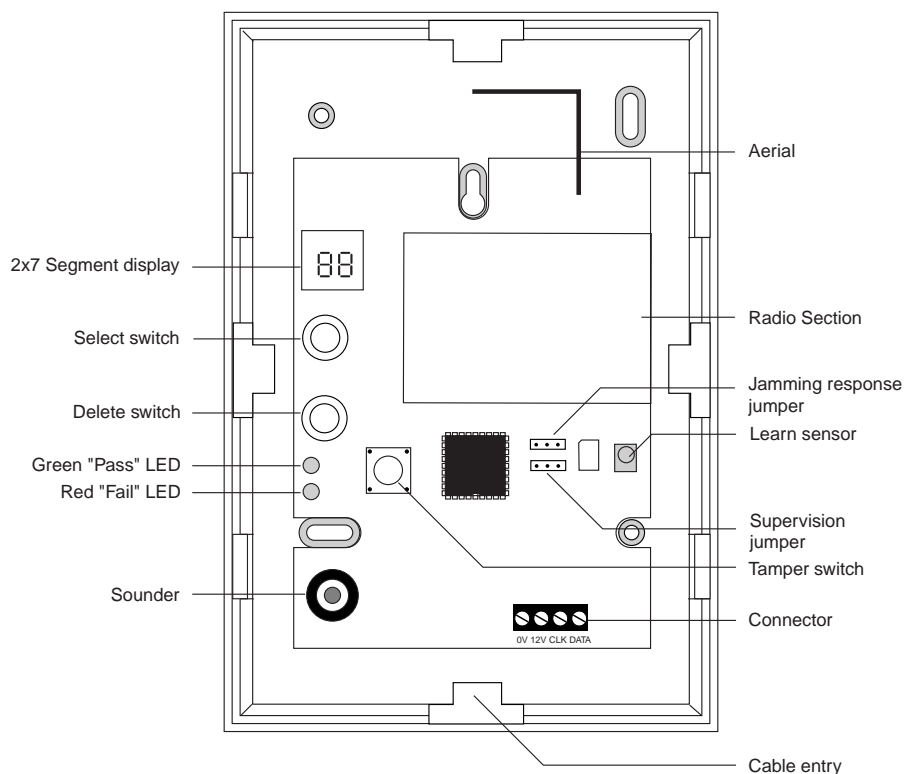 Aerial
2x7 Segment display
88
Select switch
Radio Section
Delete switch
Jamming response
jumper
Learn sensor
Green "Pass" LED
Red "Fail" LED
Supervision
jumper
Tamper switch
Sounder
Connector
0V 12V CLK DATA
Cable entry